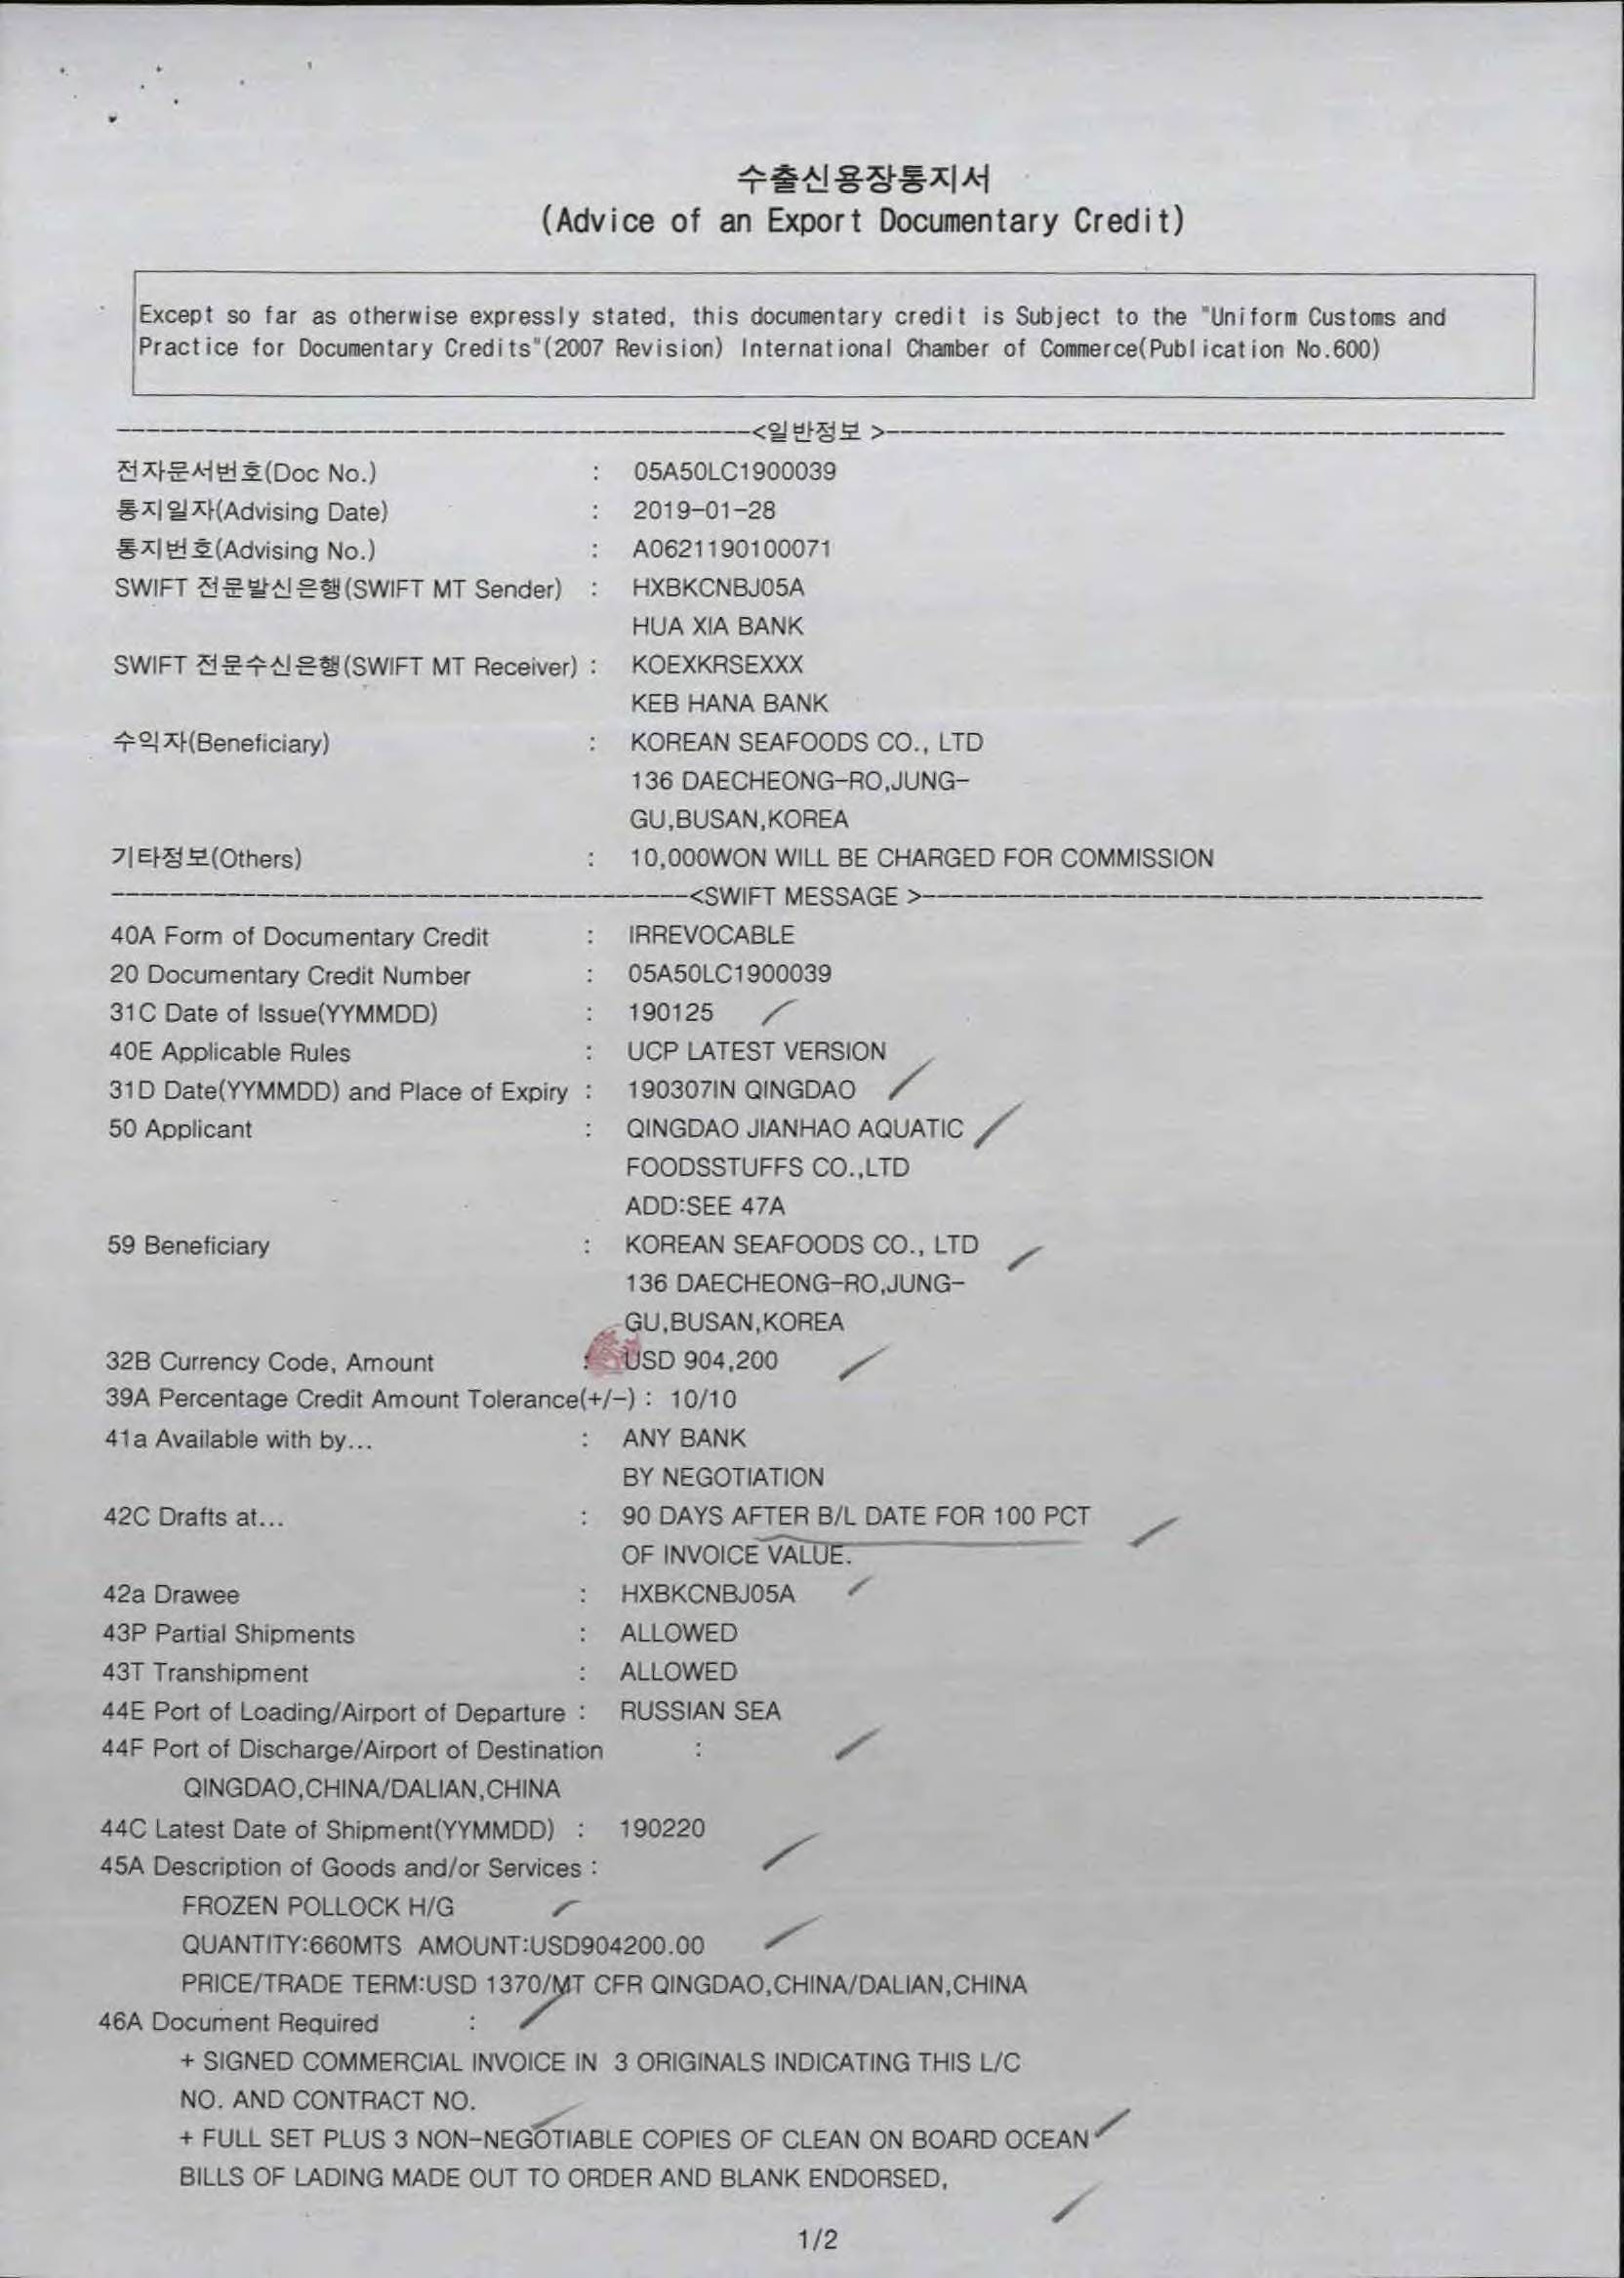 수출신용장통지서
(Advice of an Export Documentary Credit)
Except so far as otherwise expressly stated, this documentary credit is Subject to the "Uniform Customs and
Practice for Documentary Credits"(2007 Revision) International Chamber of Commerce(Publication No.600)
<일반정보 >
전자문서번호(Doc No.) : 05A50LC1900039
통지일자(Advising Date) : 2019-01-28
통지번호(Advising No.) : A0621190100071
SWIFT 전문발신은행(SWIFT MT Sender) : HXBKCNBJ05A
HUA XIA BANK
SWIFT 전문수신은행(SWIFT MT Receiver) : KOEXKRSEXXX
KEB HANA BANK
수익자(Beneficiary) : KOREAN SEAFOODS CO., LTD
136 DAECHEONG-RO,JUNG-
GU,BUSAN,KOREA
기타정보(Others) : 10,000WON WILL BE CHARGED FOR COMMISSION
<SWIFT MESSAGE >
40A Form of Documentary Credit : IRREVOCABLE
20 Documentary Credit Number : 05A50LC1900039
31C Date of Issue(YYMMDD) : 190125
40E Applicable Rules : UCP LATEST VERSION
31D Date(YYMMDD) and Place of Expiry : 190307IN QINGDAO
50 Applicant : QINGDAO JIANHAO AQUATIC
FOODSSTUFFS CO.,LTD
ADD:SEE 47A
59 Beneficiary : KOREAN SEAFOODS CO., LTD
136 DAECHEONG-RO,JUNG-
GU,BUSAN,KOREA
32B Currency Code, Amount : USD 904,200
39A Percentage Credit Amount Tolerance(+/-) : 10/10
41a Available with by... : ANY BANK
BY NEGOTIATION
42C Drafts at... : 90 DAYS AFTER B/L DATE FOR 100 PCT
OF INVOICE VALUE.
42a Drawee : HXBKCNBJ05A
43P Partial Shipments : ALLOWED
43T Transhipment : ALLOWED
44E Port of Loading/Airport of Departure : RUSSIAN SEA
44F Port of Discharge/Airport of Destination :
QINGDAO,CHINA/DALIAN,CHINA
44C Latest Date of Shipment(YYMMDD) : 190220
45A Description of Goods and/or Services :
FROZEN POLLOCK H/G
QUANTITY:660MTS AMOUNT:USD904200.00
PRICE/TRADE TERM:USD 1370/MT CFR QINGDAO,CHINA/DALIAN,CHINA
46A Document Required :
+ SIGNED COMMERCIAL INVOICE IN 3 ORIGINALS INDICATING THIS L/C
NO. AND CONTRACT NO.
+ FULL SET PLUS 3 NON-NEGOTIABLE COPIES OF CLEAN ON BOARD OCEAN
BILLS OF LADING MADE OUT TO ORDER AND BLANK ENDORSED,
1/2